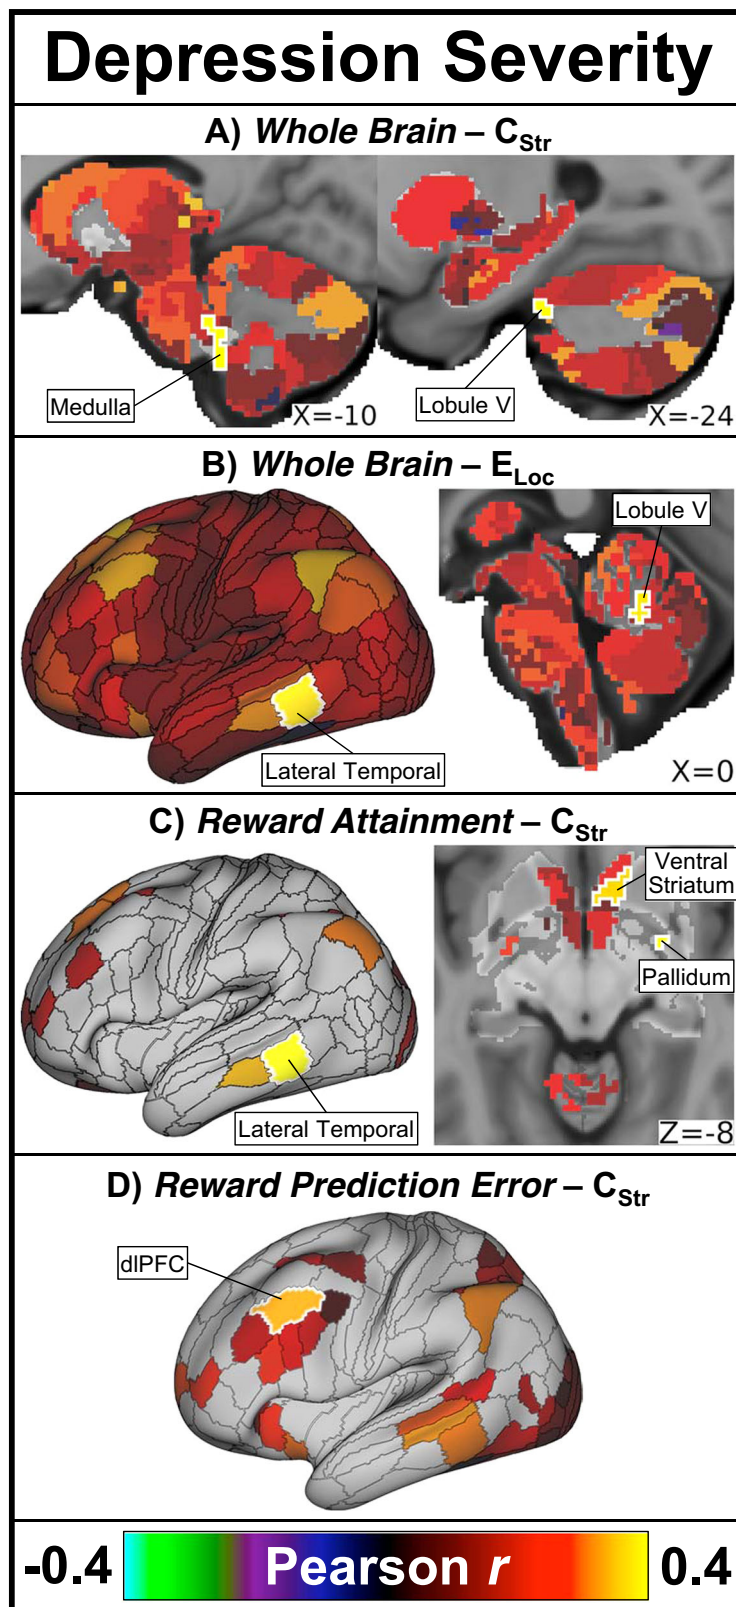 Depression Severity
A) Whole Brain – CStr
Medulla
X=-10
Lobule V
X=-24
B) Whole Brain – ELoc
Lateral Temporal
Lobule V
X=0
C) Reward Attainment – CStr
Lateral Temporal
Ventral
Striatum
Pallidum
Z=-8
D) Reward Prediction Error – CStr
dlPFC
-0.4 Pearson r 0.4